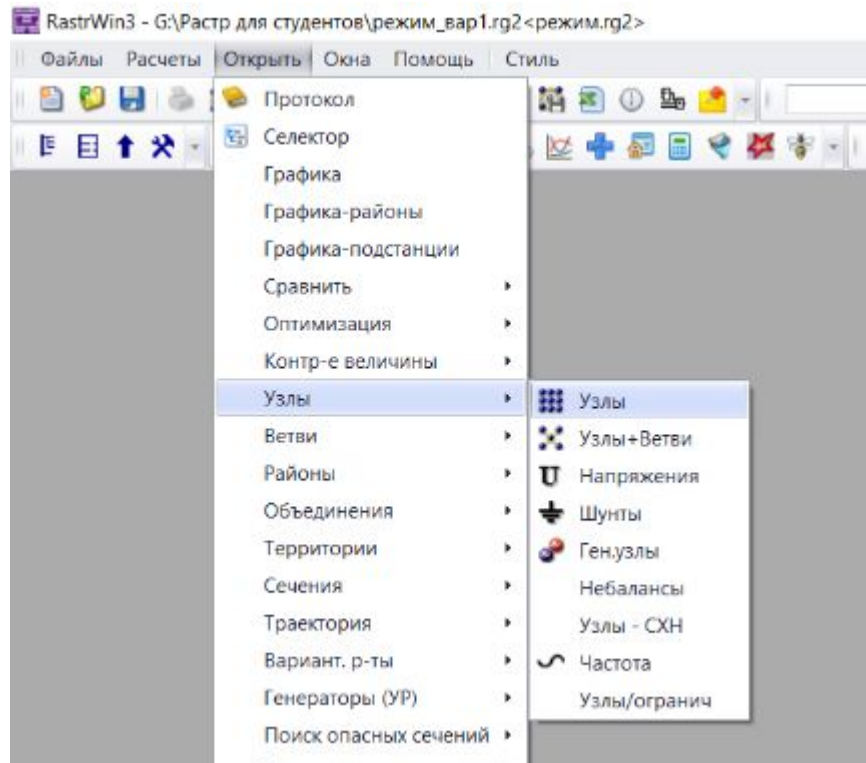 RastrWin3 - G:\Растр для студентов\режим_вар1.rg2<режим.rg2>
Файлы Расчеты Открыть Окна Помощь Стиль
Протокол
Селектор
Графика
Графика-районы
Графика-подстанции
Сравнить
Оптимизация
Контр-е величины
Узлы
Ветви
Районы
Объединения
Территории
Сечения
Траектория
Вариант. р-ты
Генераторы (УР)
Поиск опасных сечений
Узлы
Узлы+Ветви
U Напряжения
Шунты
Ген.узлы
Небалансы
Узлы - СХН
Частота
Узлы/огранич